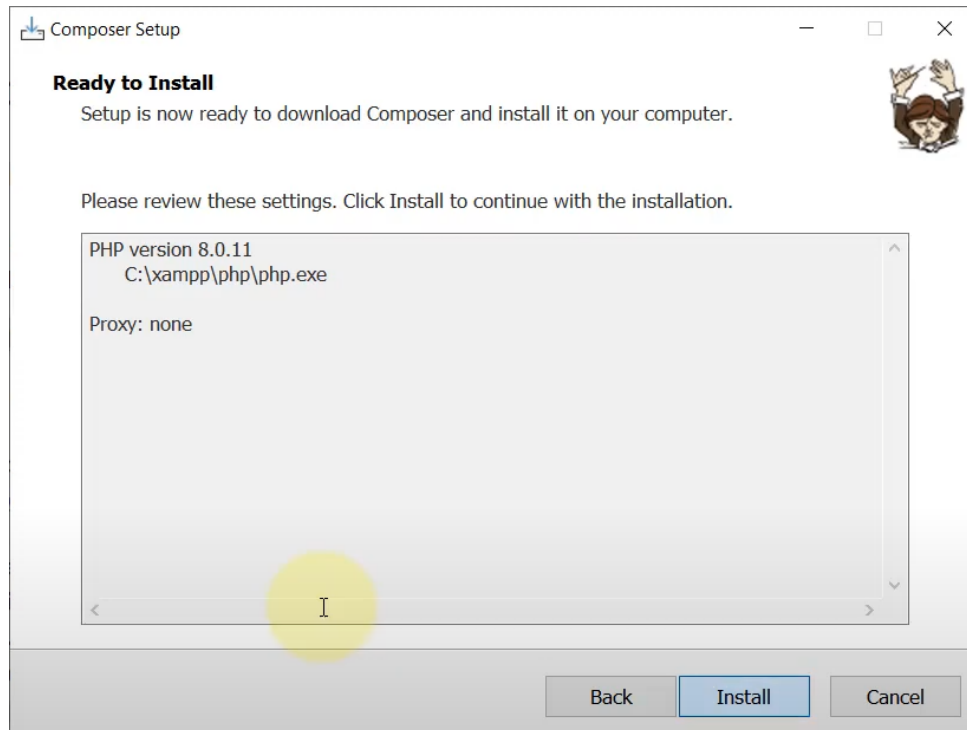 Composer Setup
Ready to Install
Setup is now ready to download Composer and install it on your computer.
Please review these settings. Click Install to continue with the installation.
PHP version 8.0.11
C:\xampp\php\php.exe
Proxy: none
Back
Install
Cancel